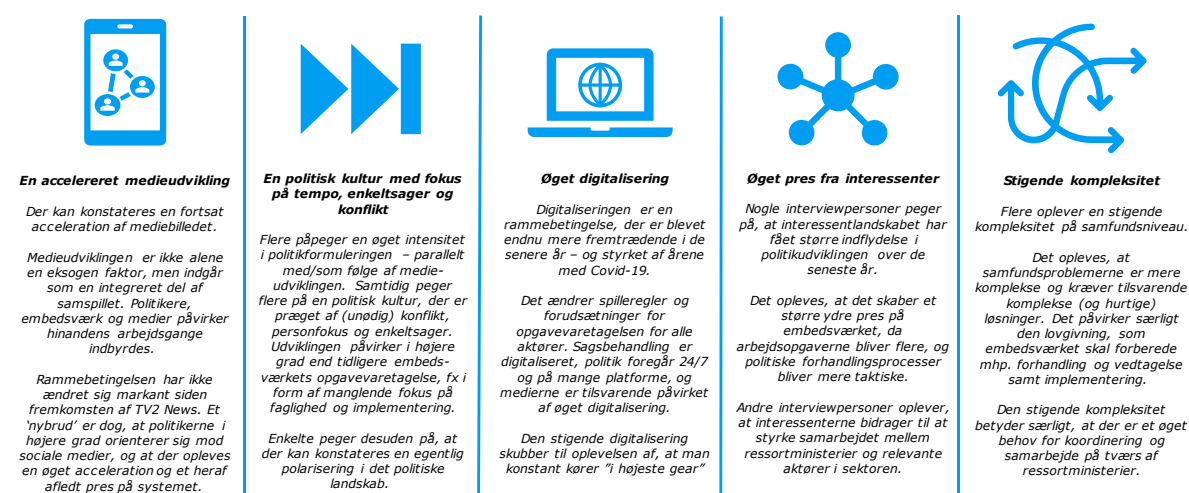 En accelereret medieudvikling
Der kan konstateres en fortsat
acceleration af mediebilledet.
Medieudviklingen er ikke alene
en eksogen faktor, men indgår
som en integreret del af
samspillet. Politikere,
embedsværk og medier påvirker
hinandens arbejdsgange
indbyrdes.
Rammebetingelsen har ikke
ændret sig markant siden
fremkomsten af TV2 News. Et
'nybrud' er dog, at politikerne i
højere grad orienterer sig mod
sociale medier, og at der opleves
en øget acceleration og et heraf
afledt pres på systemet.
En politisk kultur med fokus
på tempo, enkeltsager og
konflikt
Flere påpeger en øget intensitet
i politikformuleringen – parallelt
med/som følge af medie-
udviklingen. Samtidig peger
flere på en politisk kultur, der er
præget af (unødig) konflikt,
personfokus og enkeltsager.
Udviklingen påvirker i højere
grad end tidligere embeds-
værkets opgavevaretagelse, fx i
form af manglende fokus på
faglighed og implementering.
Enkelte peger desuden på, at
der kan konstateres en egentlig
polarisering i det politiske
landskab.
Øget digitalisering
Digitaliseringen er en
rammebetingelse, der er blevet
endnu mere fremtrædende i de
senere år – og styrket af årene
med Covid-19.
Det ændrer spilleregler og
forudsætninger for
opgavevaretagelsen for alle
aktører. Sagsbehandling er
digitaliseret, politik foregår 24/7
og på mange platforme, og
medierne er tilsvarende påvirket
af øget digitalisering.
Den stigende digitalisering
skubber til oplevelsen af, at man
konstant kører ”i højeste gear”
Øget pres fra interessenter
Nogle interviewpersoner peger
på, at interessentlandskabet har
fået større indflydelse i
politikudviklingen over de
seneste år.
Det opleves, at det skaber et
større ydre pres på
embedsværket, da
arbejdsopgaverne bliver flere, og
politiske forhandlingsprocesser
bliver mere taktiske.
Andre interviewpersoner oplever,
at interessenterne bidrager til at
styrke samarbejdet mellem
ressortministerier og relevante
aktører i sektoren.
Stigende kompleksitet
Flere oplever en stigende
kompleksitet på samfundsniveau.
Det opleves, at
samfundsproblemerne er mere
komplekse og kræver tilsvarende
komplekse (og hurtige)
løsninger. Det påvirker særligt
den lovgivning, som
embedsværket skal forberede
mhp. forhandling og vedtagelse
samt implementering.
Den stigende kompleksitet
betyder særligt, at der er et øget
behov for koordinering og
samarbejde på tværs af
ressortministerier.